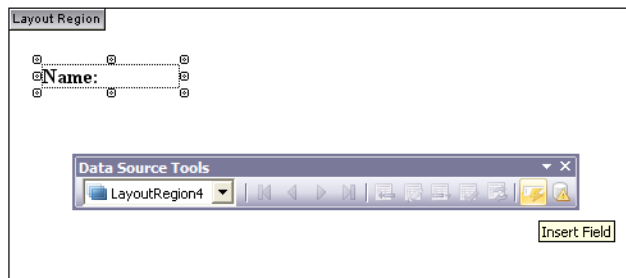 Layout Region
Name:
Data Source Tools
LayoutRegion4
Insert Field